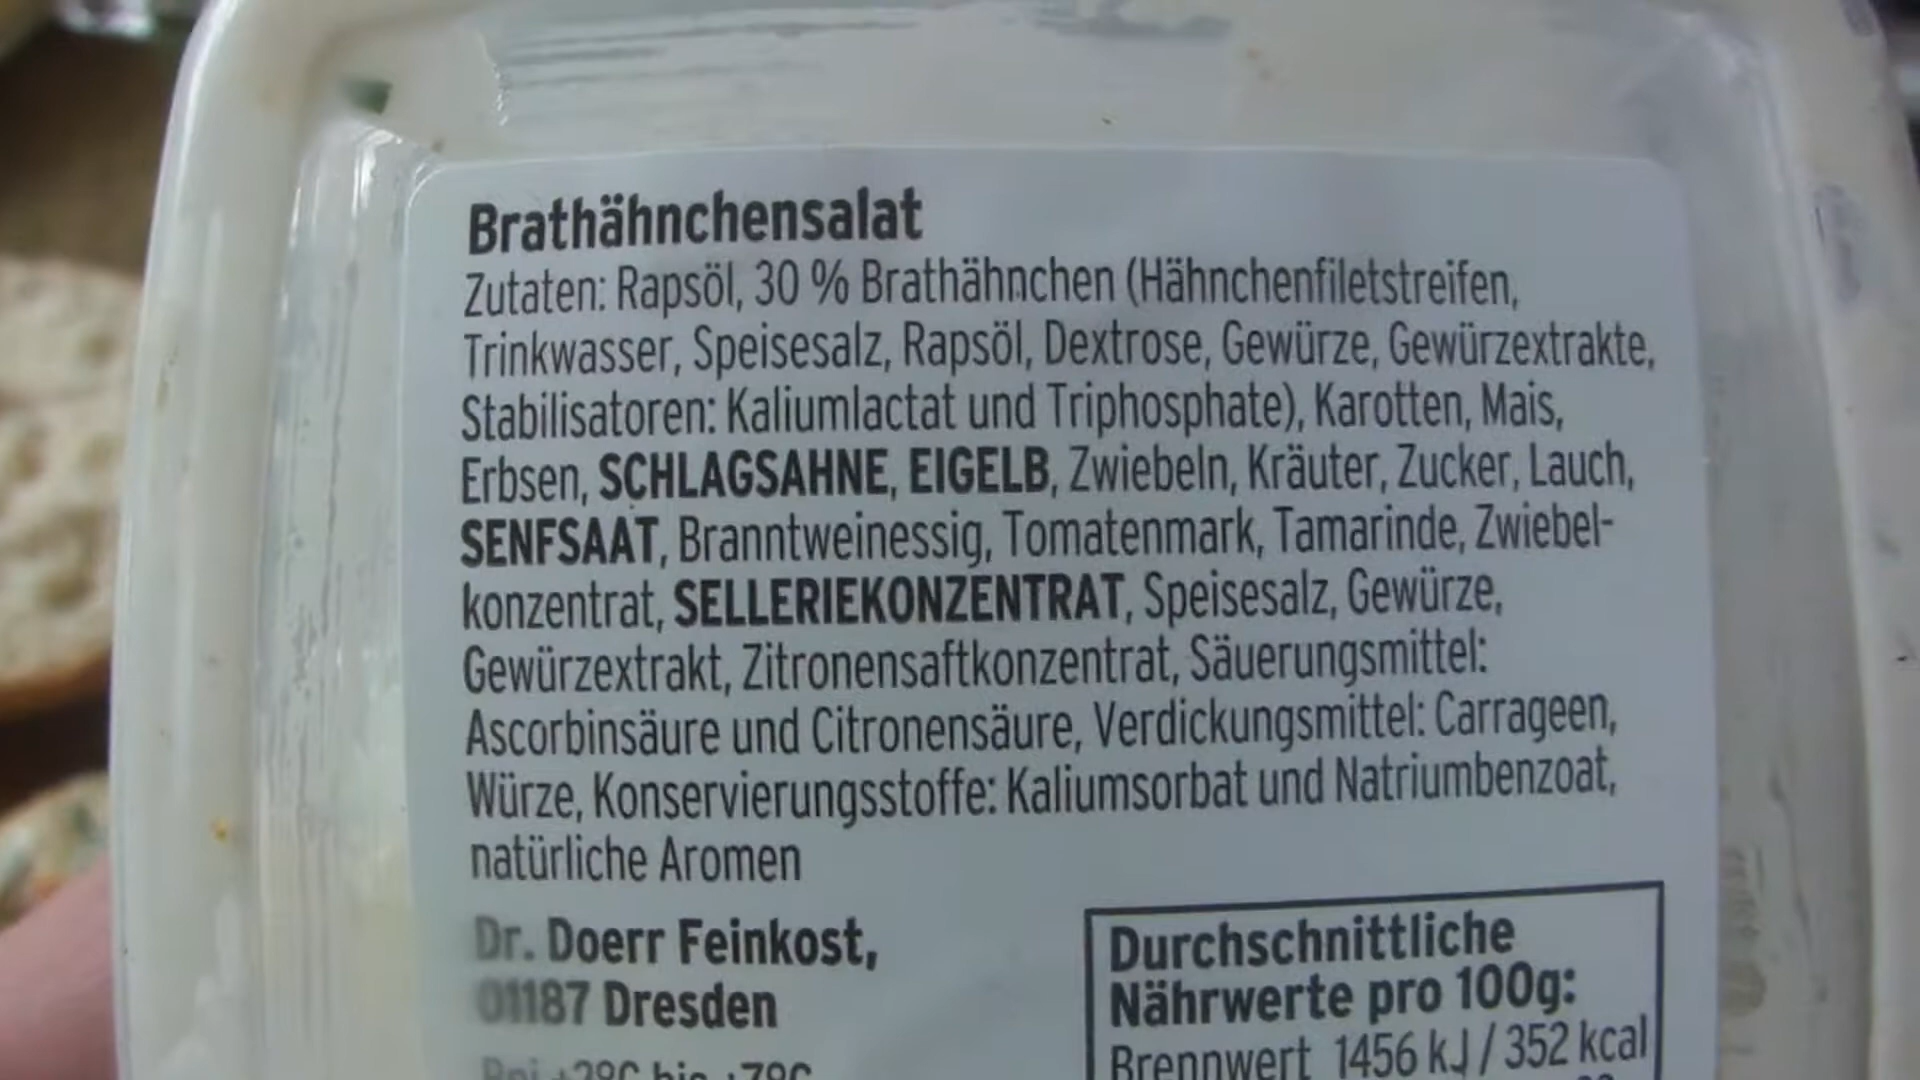 Brathähnchensalat
Zutaten: Rapsöl, 30 % Brathähnchen (Hähnchenfiletstreifen,
Trinkwasser, Speisesalz, Rapsöl, Dextrose, Gewürze, Gewürzextrakte,
Stabilisatoren: Kaliumlactat und Triphosphate), Karotten, Mais,
Erbsen, SCHLAGSAHNE, EIGELB, Zwiebeln, Kräuter, Zucker, Lauch,
SENFSAAT, Branntweinessig, Tomatenmark, Tamarinde, Zwiebel-
konzentrat, SELLERIEKONZENTRAT, Speisesalz, Gewürze,
Gewürzextrakt, Zitronensaftkonzentrat, Säuerungsmittel:
Ascorbinsäure und Citronensäure, Verdickungsmittel: Carrageen,
Würze, Konservierungsstoffe: Kaliumsorbat und Natriumbenzoat,
natürliche Aromen
Dr. Doerr Feinkost,
01187 Dresden
Durchschnittliche
Nährwerte pro 100g:
Brennwert 1456 kJ / 352 kcal